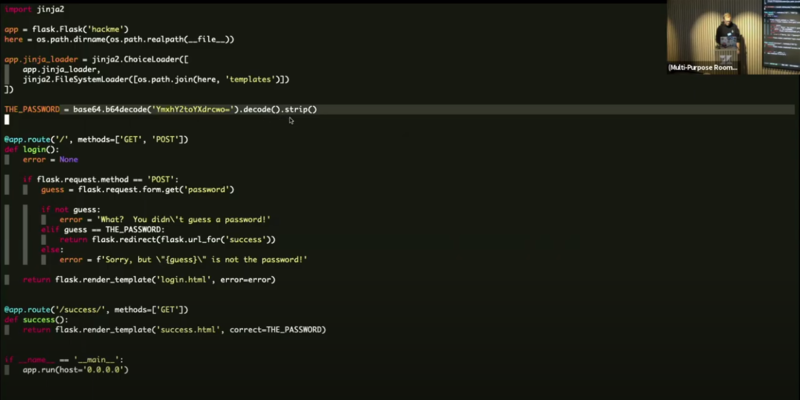 import jinja2
app = flask.Flask('hackme')
here = os.path.dirname(os.path.realpath(__file__))
app.jinja_loader = jinja2.ChoiceLoader([
    app.jinja_loader,
    jinja2.FileSystemLoader([os.path.join(here, 'templates')])
])
THE_PASSWORD = base64.b64decode('YmxhY2toYXdrcwo=').decode().strip()
@app.route('/', methods=['GET', 'POST'])
def login():
    error = None
    if flask.request.method == 'POST':
        guess = flask.request.form.get('password')
        if not guess:
            error = 'What?  You didn\'t guess a password!'
        elif guess == THE_PASSWORD:
            return flask.redirect(flask.url_for('success'))
        else:
            error = f'Sorry, but \"{guess}\" is not the password!'
    return flask.render_template('login.html', error=error)
@app.route('/success/', methods=['GET'])
def success():
    return flask.render_template('success.html', correct=THE_PASSWORD)
if __name__ == '__main__':
    app.run(host='0.0.0.0')
(Multi-Purpose Room...